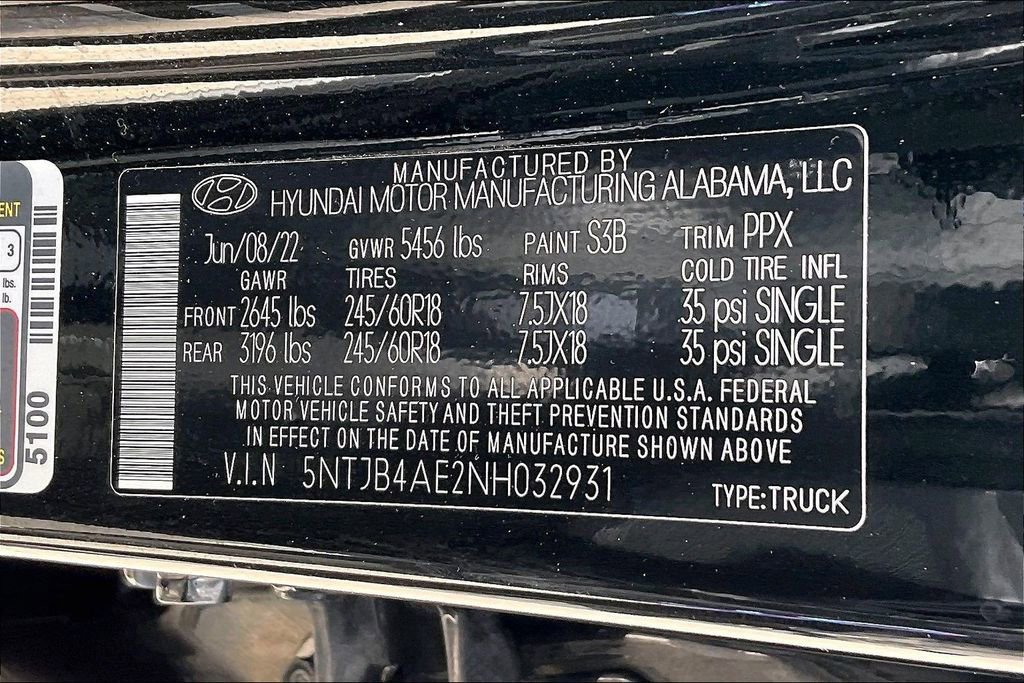 MANUFACTURED BY
HYUNDAI MOTOR MANUFACTURING ALABAMA, LLC
Jun/08/22 GVWR 5456 lbs PAINT S3B TRIM PPX
GAWR TIRES RIMS COLD TIRE INFL
FRONT 2645 lbs 245/60R18 7.5JX18 35 psi SINGLE
REAR 3196 lbs 245/60R18 7.5JX18 35 psi SINGLE
THIS VEHICLE CONFORMS TO ALL APPLICABLE U.S.A. FEDERAL
MOTOR VEHICLE SAFETY AND THEFT PREVENTION STANDARDS
IN EFFECT ON THE DATE OF MANUFACTURE SHOWN ABOVE
V.I.N 5NTJB4AE2NH032931
TYPE:TRUCK
3
lbs.
lb.
5100